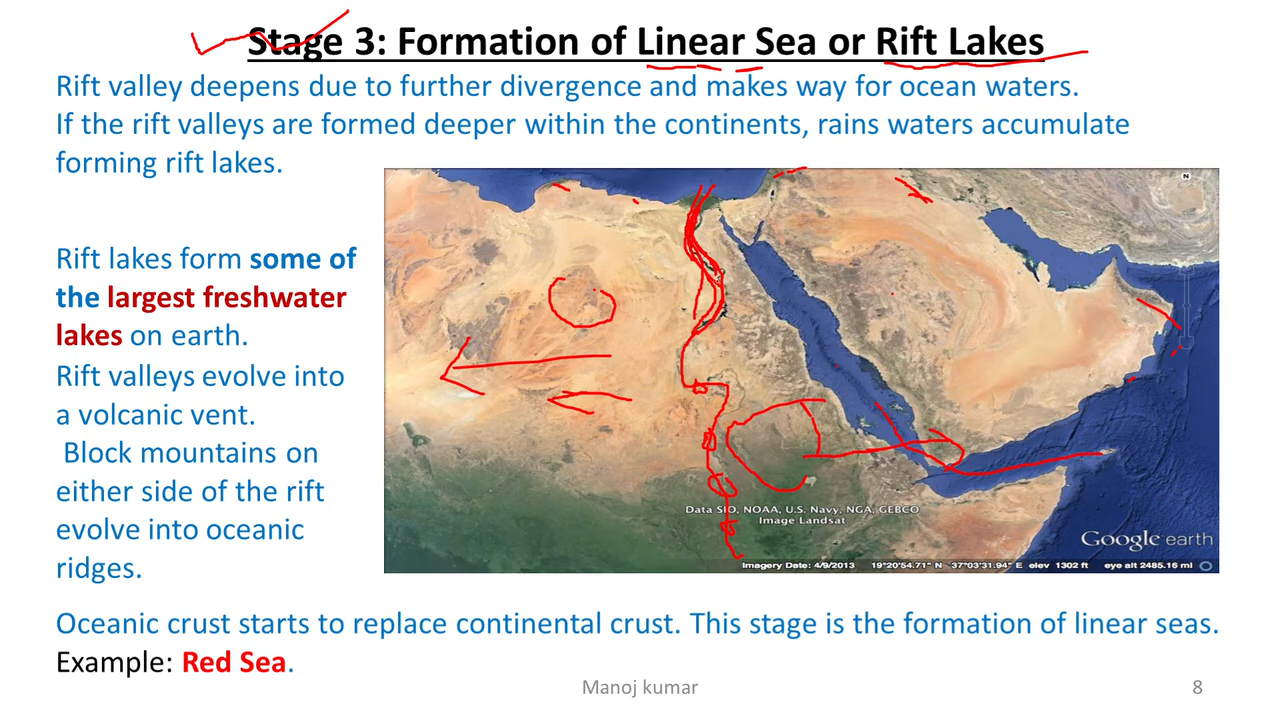 Stage 3: Formation of Linear Sea or Rift Lakes
Rift valley deepens due to further divergence and makes way for ocean waters.
If the rift valleys are formed deeper within the continents, rains waters accumulate
forming rift lakes.
Rift lakes form some of
the largest freshwater
lakes on earth.
Rift valleys evolve into
a volcanic vent.
Block mountains on
either side of the rift
evolve into oceanic
ridges.
N
Data SIO, NOAA, U.S. Navy, NGA, GEBCO
Image Landsat
Google earth
Imagery Date: 4/9/2013 19°20'54.71" N 37°03'31.94" E elev 1302 ft eye alt 2485.16 mi
Oceanic crust starts to replace continental crust. This stage is the formation of linear seas.
Example: Red Sea.
Manoj kumar
8